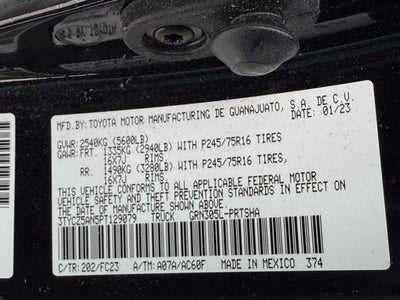 MFD.BY:TOYOTA MOTOR MANUFACTURING DE GUANAJUATO, S.A. DE C.V.
01/23
GVWR: 2540KG (5600LB)
GAWR: FRT. 1335KG (2940LB) WITH P245/75R16 TIRES
16X7J RIMS,
RR. 1490KG (3280LB) WITH P245/75R16 TIRES
16X7J RIMS,
THIS VEHICLE CONFORMS TO ALL APPLICABLE FEDERAL MOTOR
VEHICLE SAFETY AND THEFT PREVENTION STANDARDS IN EFFECT ON
THE DATE OF MANUFACTURE SHOWN ABOVE.
3TYCZ5AN5PT129079 TRUCK GRN305L-PRTSHA
C/TR:202/FC23 A/TM:A07A/AC60F MADE IN MEXICO 374